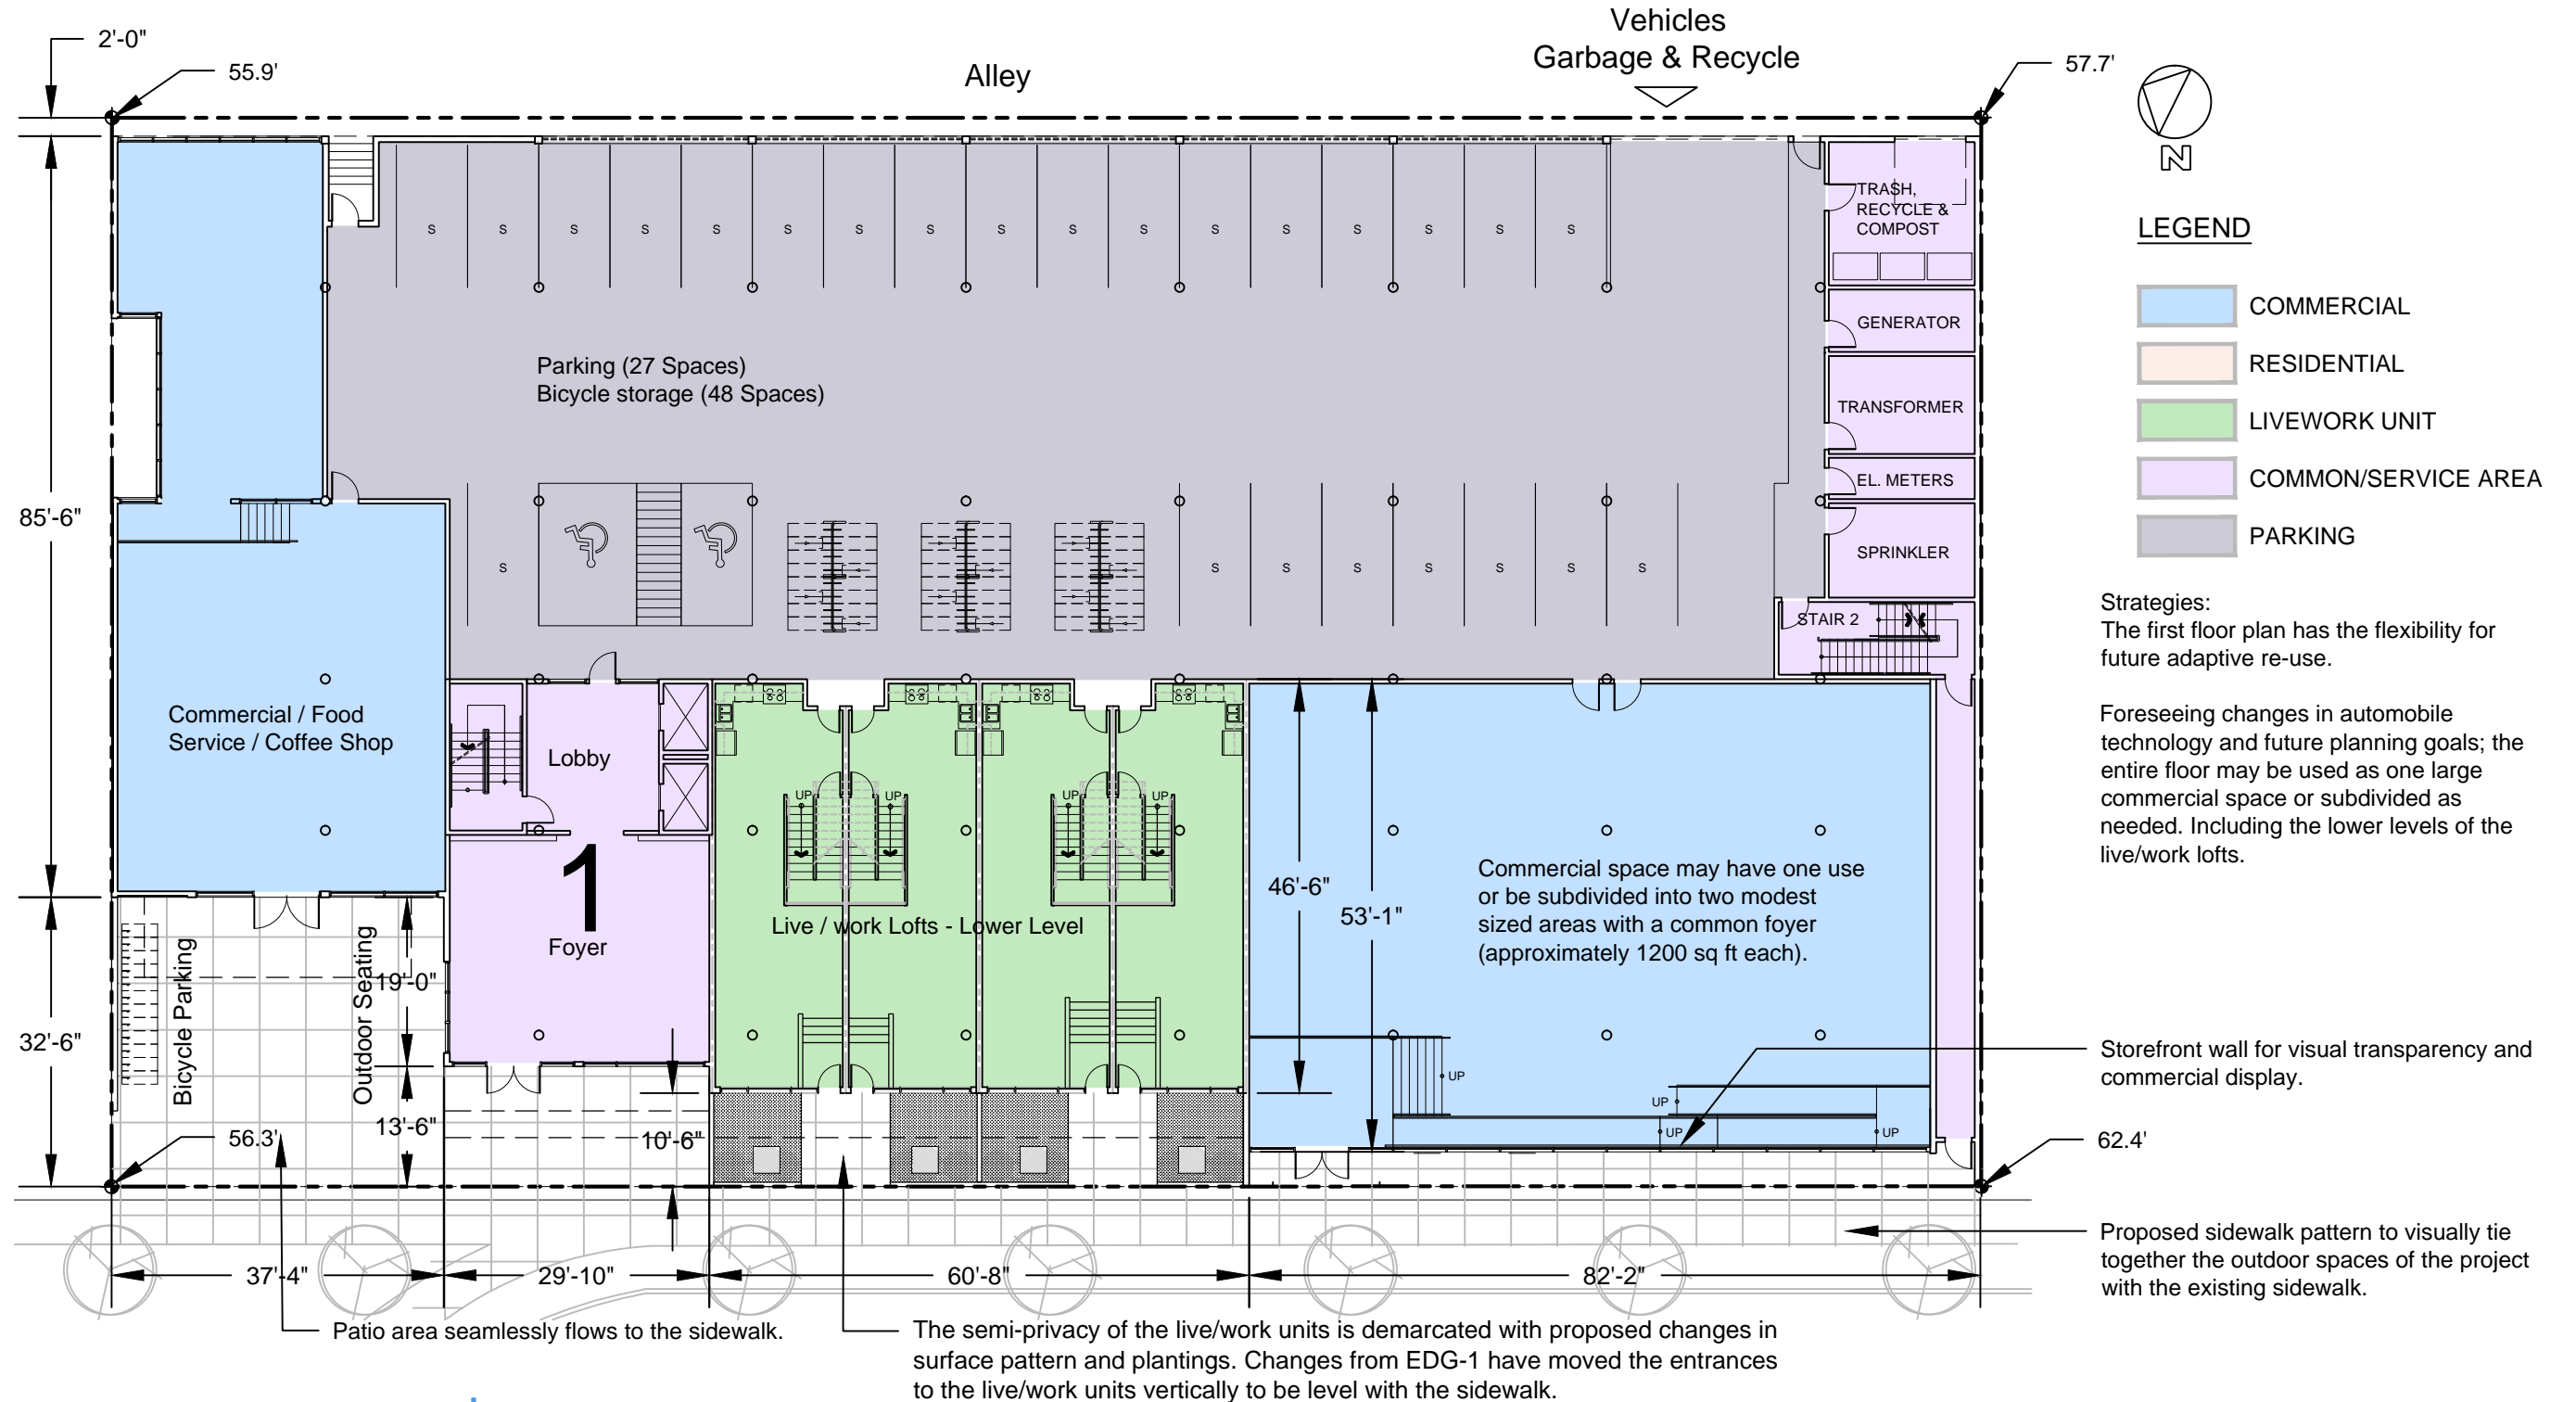 Vehicles
Garbage & Recycle
Alley
2'-0"
55.9'
57.7'
N
LEGEND
COMMERCIAL
RESIDENTIAL
LIVEWORK UNIT
COMMON/SERVICE AREA
PARKING
TRASH,
RECYCLE &
COMPOST
GENERATOR
TRANSFORMER
EL. METERS
SPRINKLER
STAIR 2
S S S S S S S S S S S S S S S S S
Parking (27 Spaces)
Bicycle storage (48 Spaces)
S S S S S S S S
85'-6"
Strategies:
The first floor plan has the flexibility for
future adaptive re-use.
Foreseeing changes in automobile
technology and future planning goals; the
entire floor may be used as one large
commercial space or subdivided as
needed. Including the lower levels of the
live/work lofts.
Commercial / Food
Service / Coffee Shop
Lobby
1
Foyer
UP UP UP UP
Live / work Lofts - Lower Level
46'-6"
53'-1"
Commercial space may have one use
or be subdivided into two modest
sized areas with a common foyer
(approximately 1200 sq ft each).
32'-6"
Bicycle Parking
Outdoor Seating
19'-0"
13'-6"
10'-6"
56.3'
UP
UP
UP
UP
Storefront wall for visual transparency and
commercial display.
62.4'
Proposed sidewalk pattern to visually tie
together the outdoor spaces of the project
with the existing sidewalk.
37'-4"
29'-10"
60'-8"
82'-2"
Patio area seamlessly flows to the sidewalk.
The semi-privacy of the live/work units is demarcated with proposed changes in
surface pattern and plantings. Changes from EDG-1 have moved the entrances
to the live/work units vertically to be level with the sidewalk.